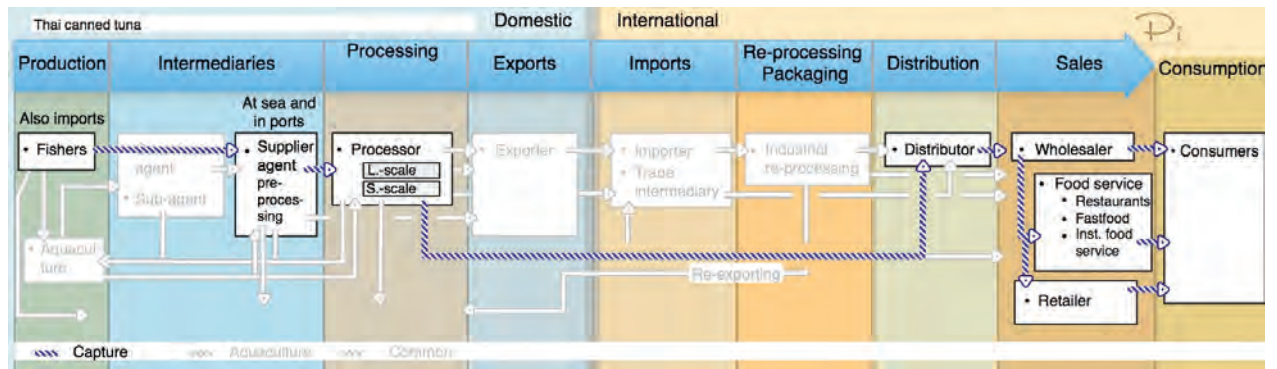 Thai canned tuna
Domestic
International
Pi
Production
Intermediaries
Processing
Exports
Imports
Re-processing
Packaging
Distribution
Sales
Consumption
Also imports
• Fishers
At sea and
in ports
agent
• Sub-agent
• Supplier
agent
pre-
proces-
sing
• Processor
L.-scale
S.-scale
• Exporter
• Importer
• Trade
intermediary
• Industrial
re-processing
• Distributor
• Wholesaler
• Food service
• Restaurants
• Fastfood
• Inst. food
service
• Retailer
• Consumers
• Aquacul
ture
Re-exporting
Capture
Aquaculture
Common